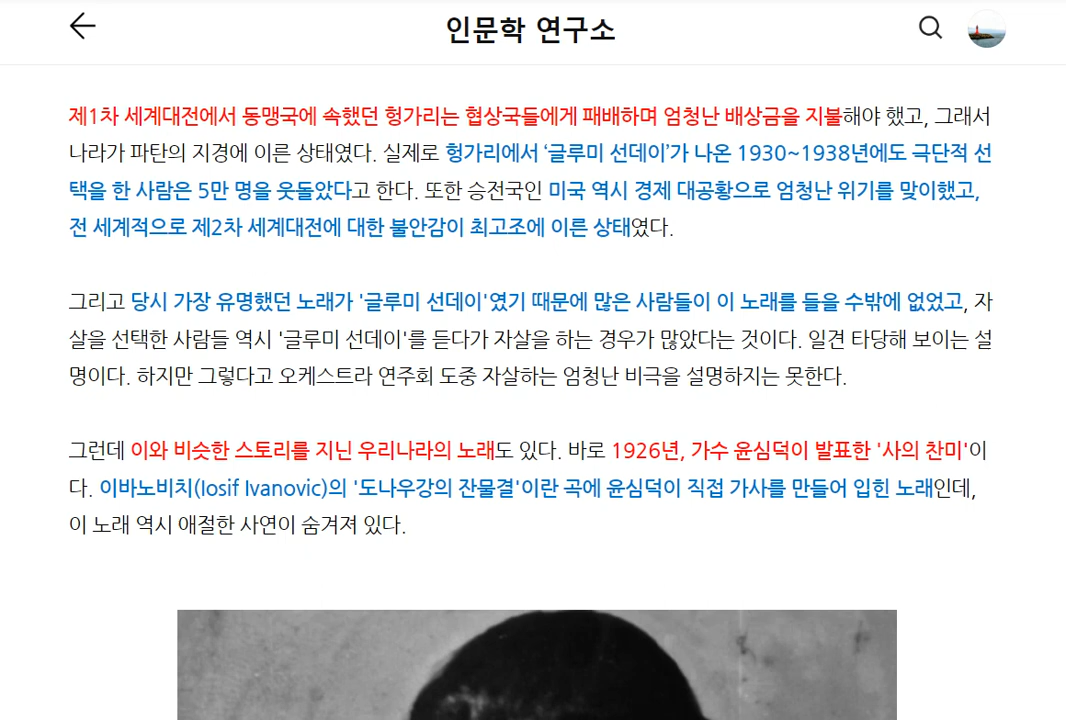 인문학 연구소
제1차 세계대전에서 동맹국에 속했던 헝가리는 협상국들에게 패배하며 엄청난 배상금을 지불해야 했고, 그래서
나라가 파탄의 지경에 이른 상태였다. 실제로 헝가리에서 ‘글루미 선데이’가 나온 1930~1938년에도 극단적 선
택을 한 사람은 5만 명을 웃돌았다고 한다. 또한 승전국인 미국 역시 경제 대공황으로 엄청난 위기를 맞이했고,
전 세계적으로 제2차 세계대전에 대한 불안감이 최고조에 이른 상태였다.
그리고 당시 가장 유명했던 노래가 '글루미 선데이'였기 때문에 많은 사람들이 이 노래를 들을 수밖에 없었고, 자
살을 선택한 사람들 역시 '글루미 선데이'를 듣다가 자살을 하는 경우가 많았다는 것이다. 일견 타당해 보이는 설
명이다. 하지만 그렇다고 오케스트라 연주회 도중 자살하는 엄청난 비극을 설명하지는 못한다.
그런데 이와 비슷한 스토리를 지닌 우리나라의 노래도 있다. 바로 1926년, 가수 윤심덕이 발표한 '사의 찬미'이
다. 이바노비치(Iosif Ivanovic)의 '도나우강의 잔물결'이란 곡에 윤심덕이 직접 가사를 만들어 입힌 노래인데,
이 노래 역시 애절한 사연이 숨겨져 있다.